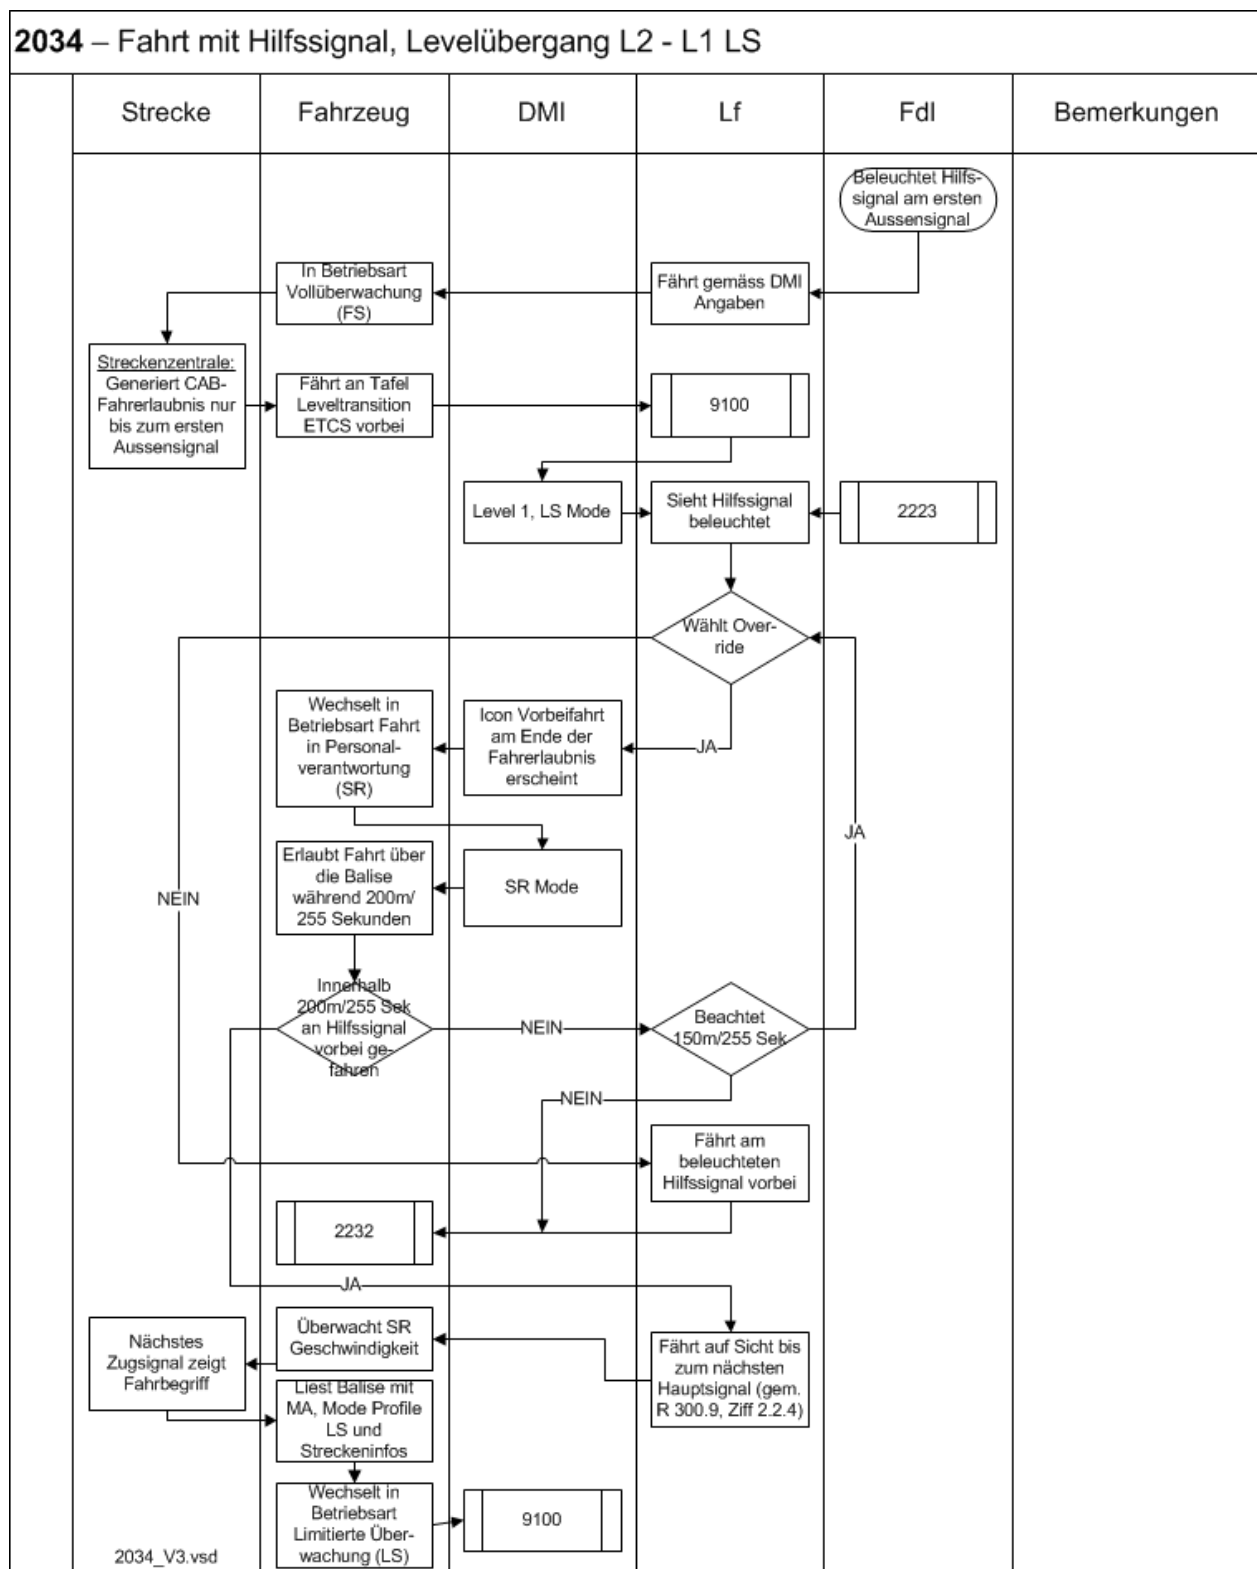 2034 – Fahrt mit Hilfssignal, Levelübergang L2 - L1 LS
Strecke
Fahrzeug
DMI
Lf
Fdl
Bemerkungen
Beleuchtet Hilfs-
signal am ersten
Aussensignal
In Betriebsart
Vollüberwachung
(FS)
Fährt gemäss DMI
Angaben
Streckenzentrale:
Generiert CAB-
Fahrerlaubnis nur
bis zum ersten
Aussensignal
Fährt an Tafel
Leveltransition
ETCS vorbei
9100
Level 1, LS Mode
Sieht Hilfssignal
beleuchtet
2223
Wählt Over-
ride
Wechselt in
Betriebsart Fahrt
in Personal-
verantwortung
(SR)
Icon Vorbeifahrt
am Ende der
Fahrerlaubnis
erscheint
JA
JA
NEIN
Erlaubt Fahrt über
die Balise
während 200m/
255 Sekunden
SR Mode
Innerhalb
200m/255 Sek
an Hilfssignal
vorbei ge-
fahren
NEIN
Beachtet
150m/255 Sek
NEIN
Fährt am
beleuchteten
Hilfssignal vorbei
2232
JA
Nächstes
Zugsignal zeigt
Fahrbegriff
Überwacht SR
Geschwindigkeit
Fährt auf Sicht bis
zum nächsten
Hauptsignal (gem.
R 300.9, Ziff 2.2.4)
Liest Balise mit
MA, Mode Profile
LS und
Streckeninfos
Wechselt in
Betriebsart
Limitierte Über-
wachung (LS)
9100
2034_V3.vsd